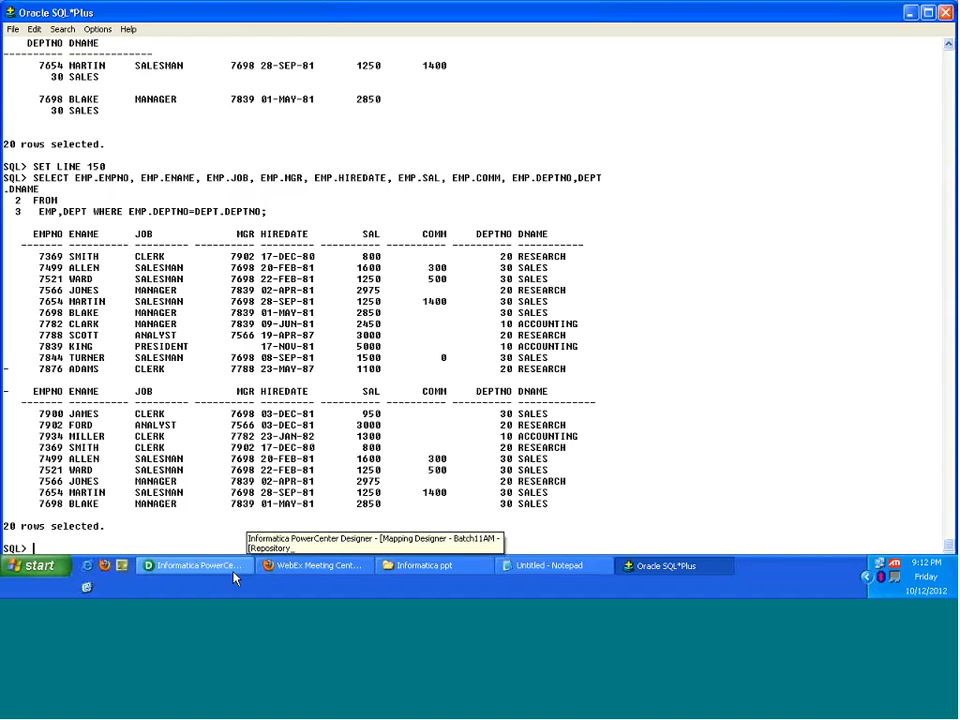 Oracle SQL*Plus
File Edit Search Options Help
DEPTNO DNAME
---------- --------------
7654 MARTIN SALESMAN 7698 28-SEP-81 1250 1400
30 SALES
7698 BLAKE MANAGER 7839 01-MAY-81 2850
30 SALES
20 rows selected.
SQL> SET LINE 150
SQL> SELECT EMP.EMPNO, EMP.ENAME, EMP.JOB, EMP.MGR, EMP.HIREDATE, EMP.SAL, EMP.COMM, EMP.DEPTNO,DEPT
.DNAME
2 FROM
3 EMP,DEPT WHERE EMP.DEPTNO=DEPT.DEPTNO;
EMPNO ENAME JOB MGR HIREDATE SAL COMM DEPTNO DNAME
------- ---------- --------- ---------- --------- ---------- ---------- ---------- -----------
7369 SMITH CLERK 7902 17-DEC-80 800 20 RESEARCH
7499 ALLEN SALESMAN 7698 20-FEB-81 1600 300 30 SALES
7521 WARD SALESMAN 7698 22-FEB-81 1250 500 30 SALES
7566 JONES MANAGER 7839 02-APR-81 2975 20 RESEARCH
7654 MARTIN SALESMAN 7698 28-SEP-81 1250 1400 30 SALES
7698 BLAKE MANAGER 7839 01-MAY-81 2850 30 SALES
7782 CLARK MANAGER 7839 09-JUN-81 2450 10 ACCOUNTING
7788 SCOTT ANALYST 7566 19-APR-87 3000 20 RESEARCH
7839 KING PRESIDENT 17-NOV-81 5000 10 ACCOUNTING
7844 TURNER SALESMAN 7698 08-SEP-81 1500 0 30 SALES
- 7876 ADAMS CLERK 7788 23-MAY-87 1100 20 RESEARCH
- EMPNO ENAME JOB MGR HIREDATE SAL COMM DEPTNO DNAME
------- ---------- --------- ---------- --------- ---------- ---------- ---------- -------------
7900 JAMES CLERK 7698 03-DEC-81 950 30 SALES
7902 FORD ANALYST 7566 03-DEC-81 3000 20 RESEARCH
7934 MILLER CLERK 7782 23-JAN-82 1300 10 ACCOUNTING
7369 SMITH CLERK 7902 17-DEC-80 800 20 RESEARCH
7499 ALLEN SALESMAN 7698 20-FEB-81 1600 300 30 SALES
7521 WARD SALESMAN 7698 22-FEB-81 1250 500 30 SALES
7566 JONES MANAGER 7839 02-APR-81 2975 20 RESEARCH
7654 MARTIN SALESMAN 7698 28-SEP-81 1250 1400 30 SALES
7698 BLAKE MANAGER 7839 01-MAY-81 2850 30 SALES
20 rows selected.
SQL>
Informatica PowerCenter Designer - [Mapping Designer - Batch11AM -
[Repository_
start Informatica PowerCe... WebEx Meeting Cent... Informatica ppt Untitled - Notepad Oracle SQL*Plus
9:12 PM
Friday
10/12/2012